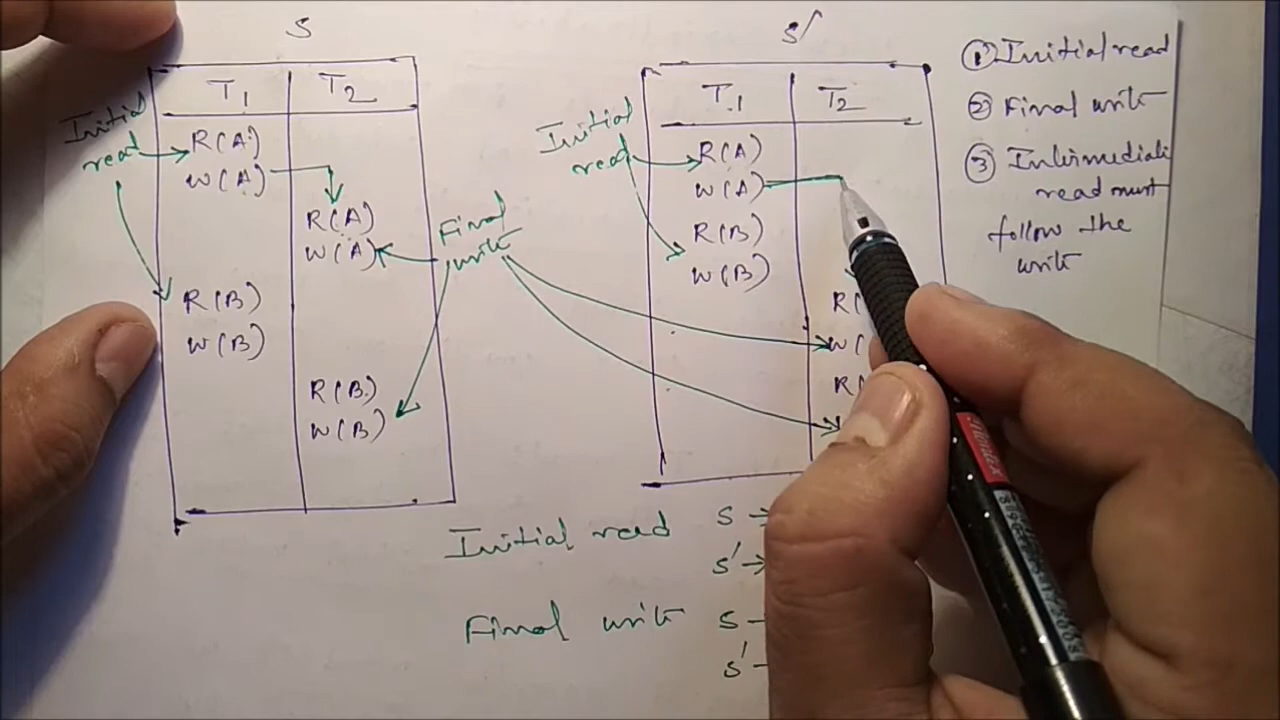 S
T1 T2
Initial read
R(A)
W(A)
R(A)
W(A)
R(B)
W(B)
R(B)
W(B)
Final write
S'
T1 T2
Initial read
R(A)
W(A)
R(B)
W(B)
R(
W(
R(
① Initial read
② Final write
③ Intermediate
read must
follow the
write
Initial read S →
S' →
Final write S -
S' -